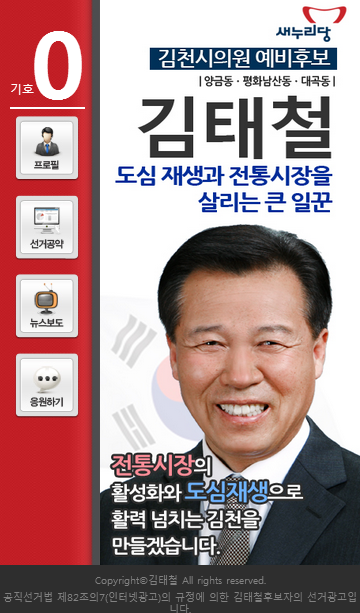 새누리당
기호 0
김천시의원 예비후보
| 양금동 · 평화남산동 · 대곡동 |
김태철
도심 재생과 전통시장을
살리는 큰 일꾼
프로필
선거공약
뉴스보도
응원하기
전통시장의
활성화와 도심재생으로
활력 넘치는 김천을
만들겠습니다.
Copyright©김태철 All rights reserved.
공직선거법 제82조의7(인터넷광고)의 규정에 의한 김태철후보자의 선거광고입
니다.